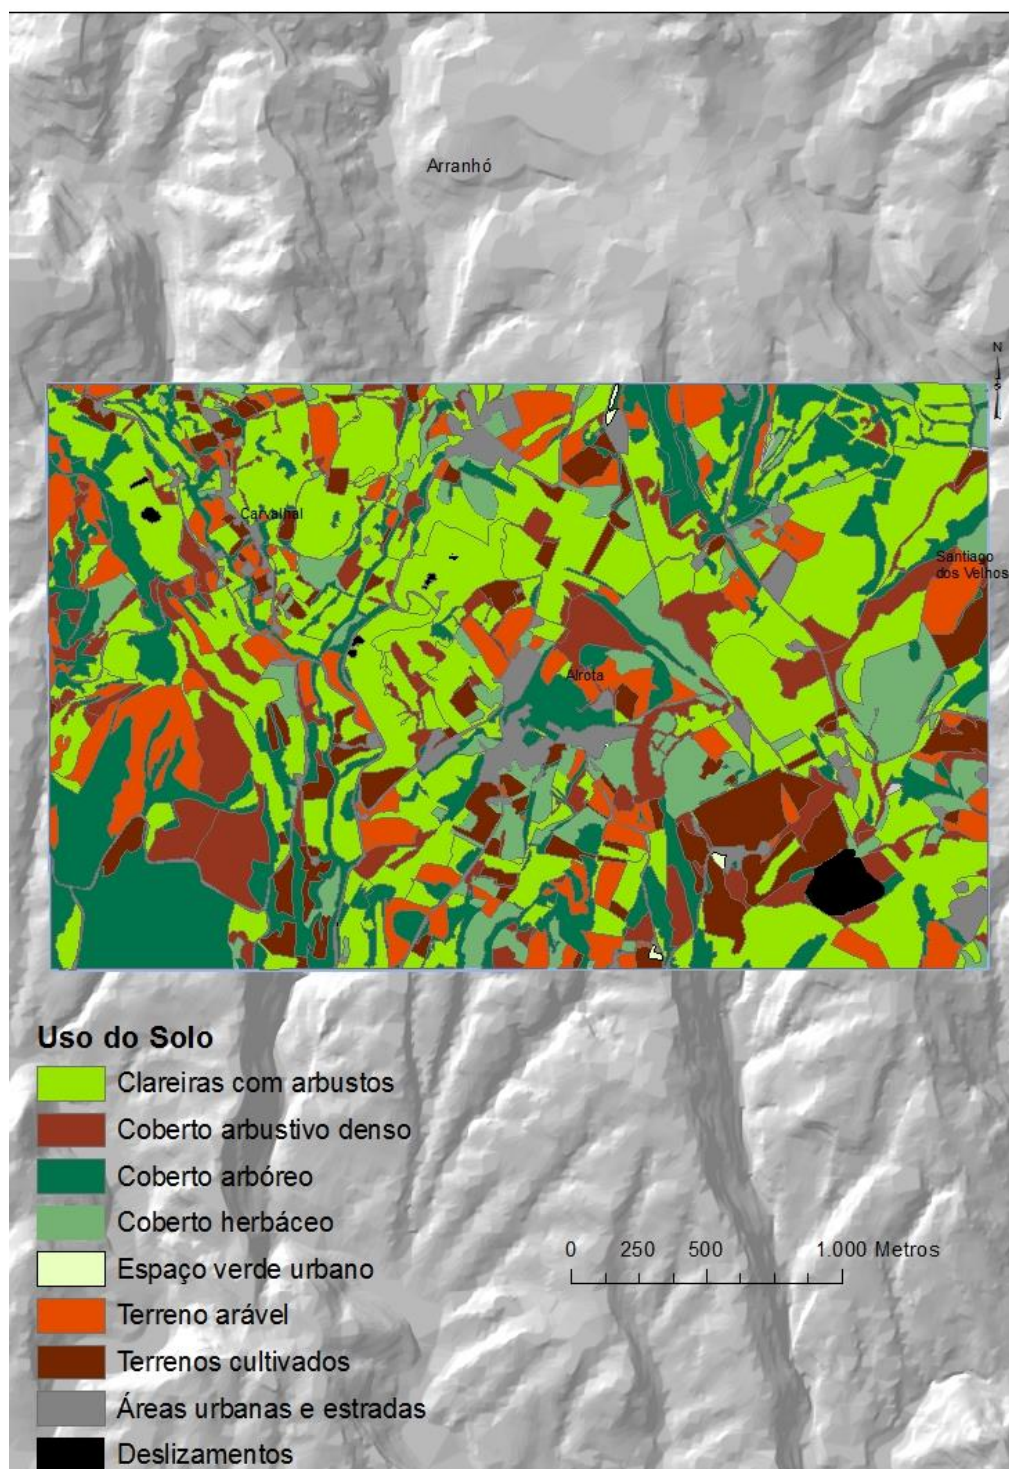 Arranhó
N
Carvalhal
Santiago
dos Velhos
Alrota
Uso do Solo
Clareiras com arbustos
Coberto arbustivo denso
Coberto arbóreo
Coberto herbáceo
Espaço verde urbano
Terreno arável
Terrenos cultivados
Áreas urbanas e estradas
Deslizamentos
0 250 500 1.000 Metros